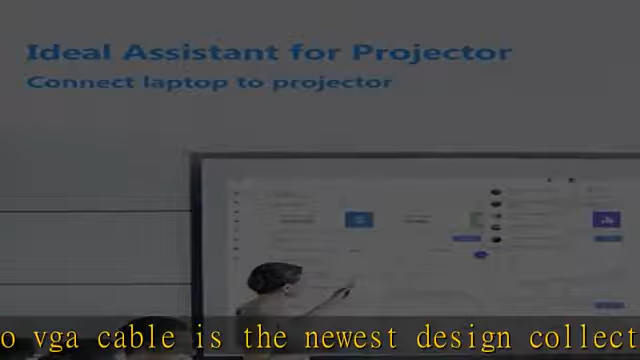 Ideal Assistant for Projector
Connect laptop to projector
o vga cable is the newest design collect